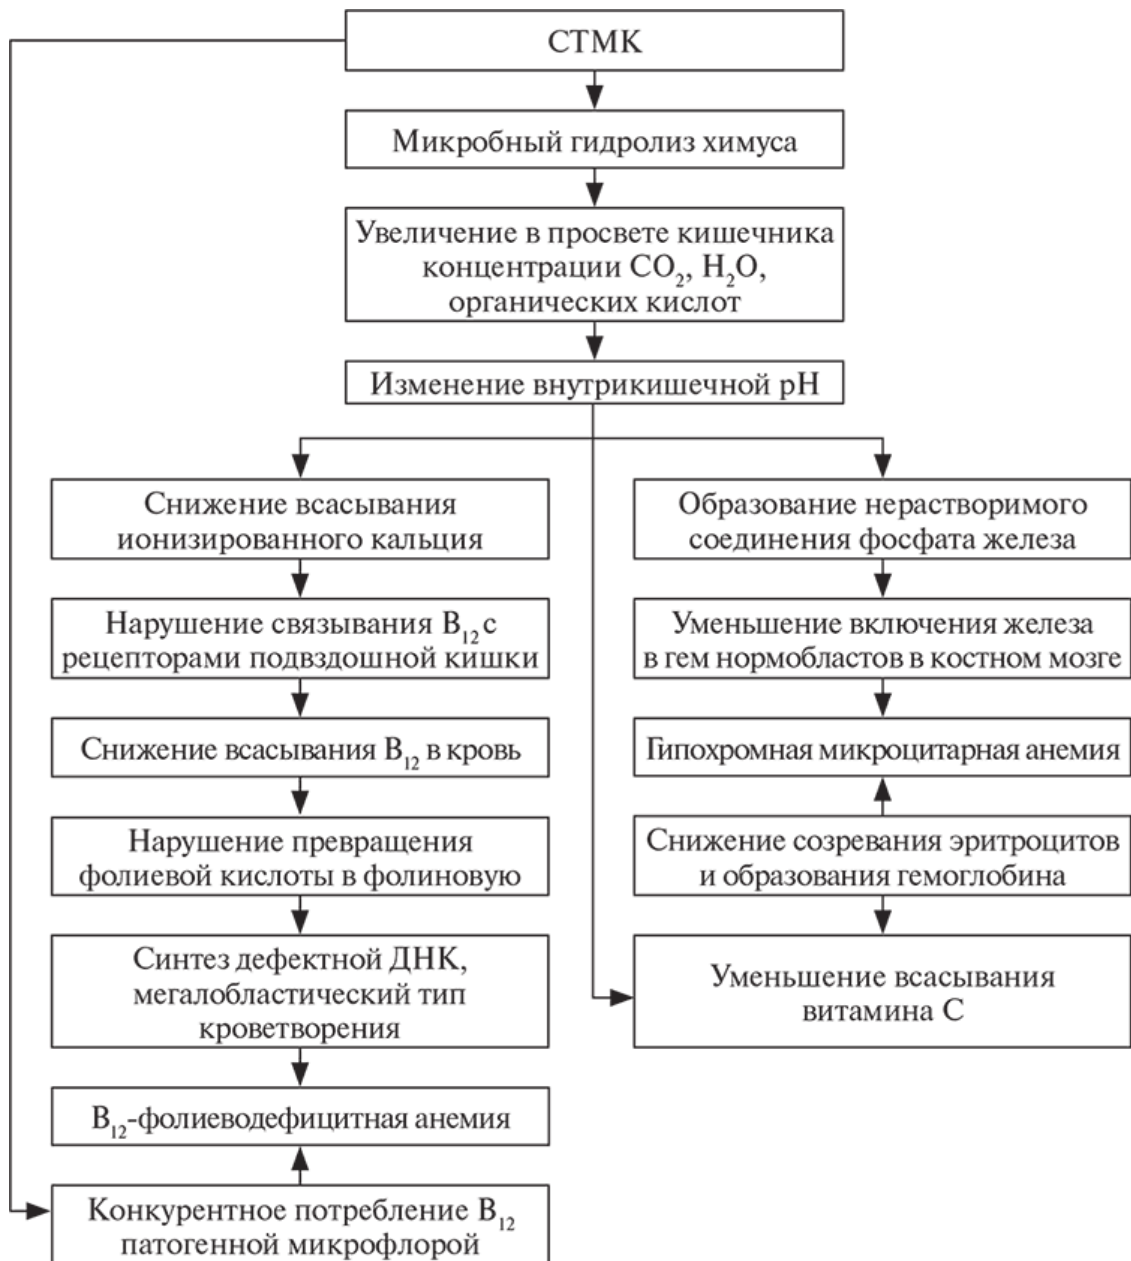 СТМК
Микробный гидролиз химуса
Увеличение в просвете кишечника
концентрации CO₂, H₂O,
органических кислот
Изменение внутрикишечной pH
Снижение всасывания
ионизированного кальция
Нарушение связывания B₁₂ с
рецепторами подвздошной кишки
Снижение всасывания B₁₂ в кровь
Нарушение превращения
фолиевой кислоты в фолиновую
Синтез дефектной ДНК,
мегалобластический тип
кроветворения
B₁₂-фолиеводефицитная анемия
Конкурентное потребление B₁₂
патогенной микрофлорой
Образование нерастворимого
соединения фосфата железа
Уменьшение включения железа
в гем нормобластов в костном мозге
Гипохромная микроцитарная анемия
Снижение созревания эритроцитов
и образования гемоглобина
Уменьшение всасывания
витамина С